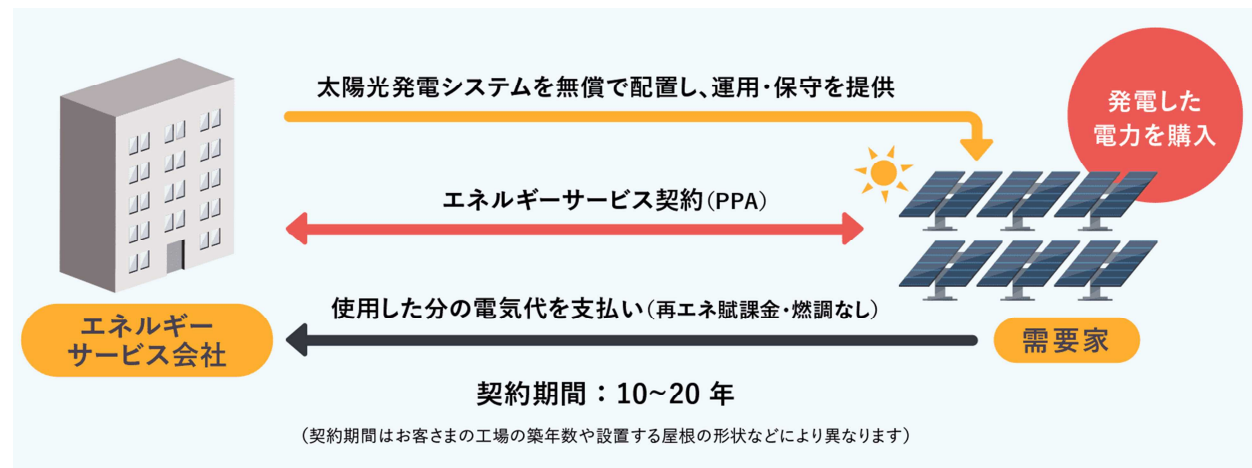 太陽光発電システムを無償で配置し、運用・保守を提供
発電した
電力を購入
エネルギーサービス契約(PPA)
使用した分の電気代を支払い(再エネ賦課金・燃調なし)
エネルギー
サービス会社
需要家
契約期間:10~20 年
(契約期間はお客さまの工場の築年数や設置する屋根の形状などにより異なります)